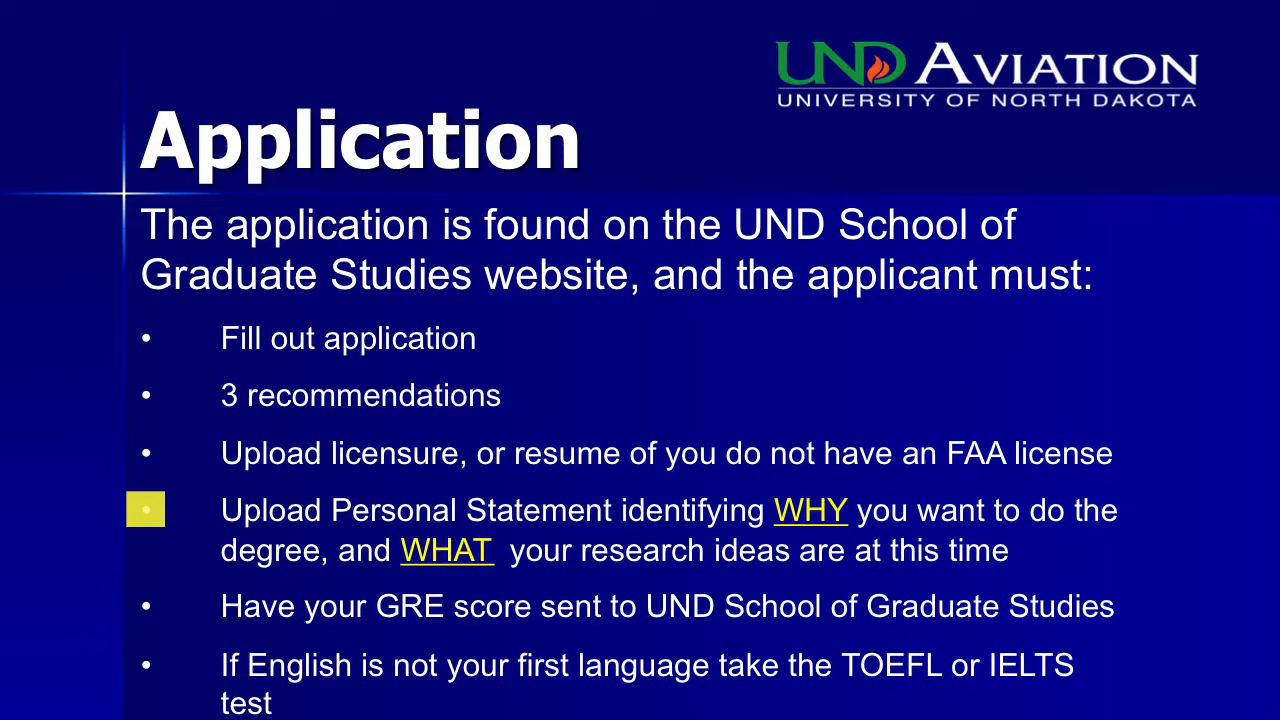 UND AVIATION
UNIVERSITY OF NORTH DAKOTA
Application
The application is found on the UND School of
Graduate Studies website, and the applicant must:
• Fill out application
• 3 recommendations
• Upload licensure, or resume of you do not have an FAA license
• Upload Personal Statement identifying WHY you want to do the
degree, and WHAT your research ideas are at this time
• Have your GRE score sent to UND School of Graduate Studies
• If English is not your first language take the TOEFL or IELTS
test